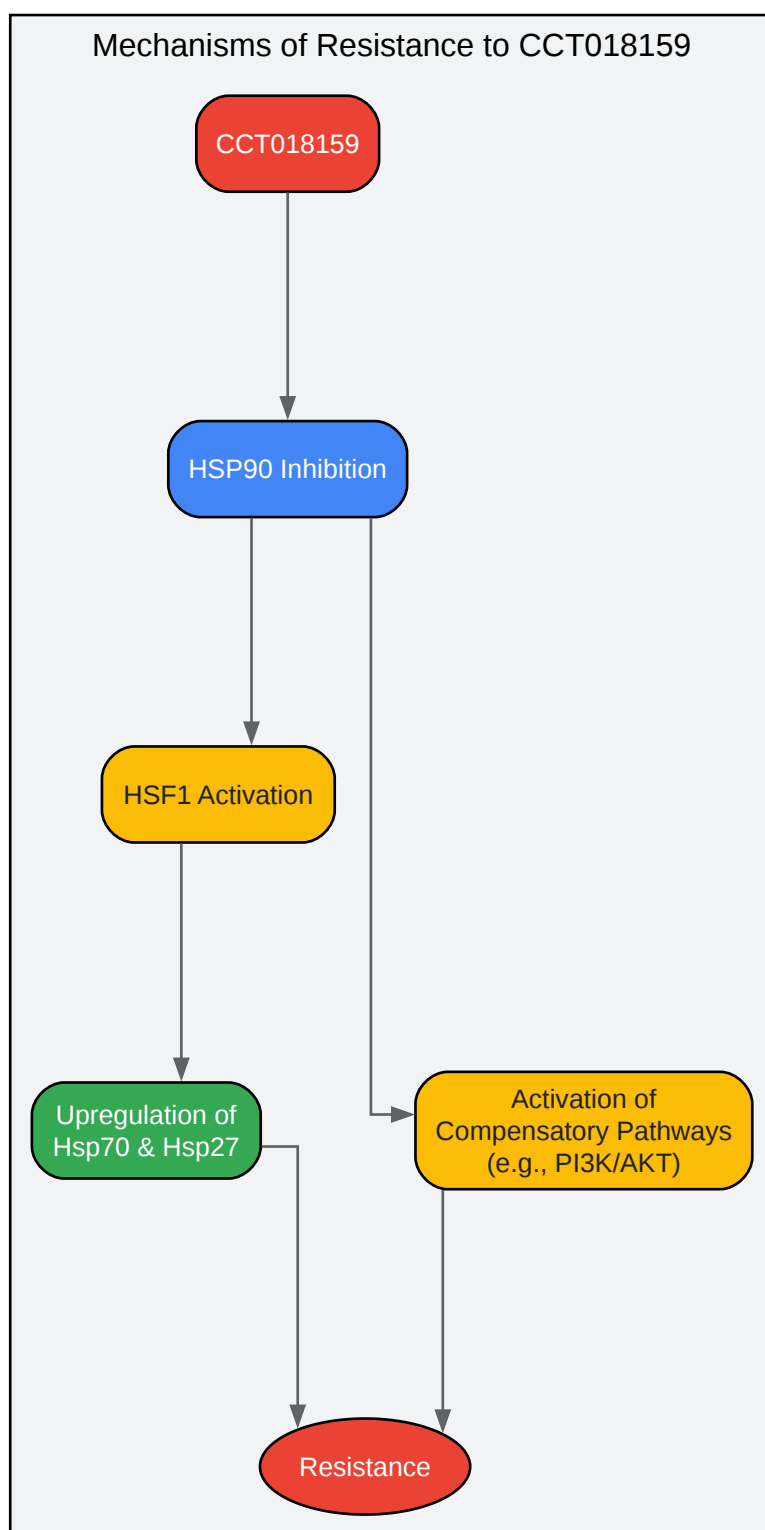 Mechanisms of Resistance to CCT018159
CCT018159
HSP90 Inhibition
HSF1 Activation
Upregulation of
Hsp70 & Hsp27
Activation of
Compensatory Pathways
(e.g., PI3K/AKT)
Resistance